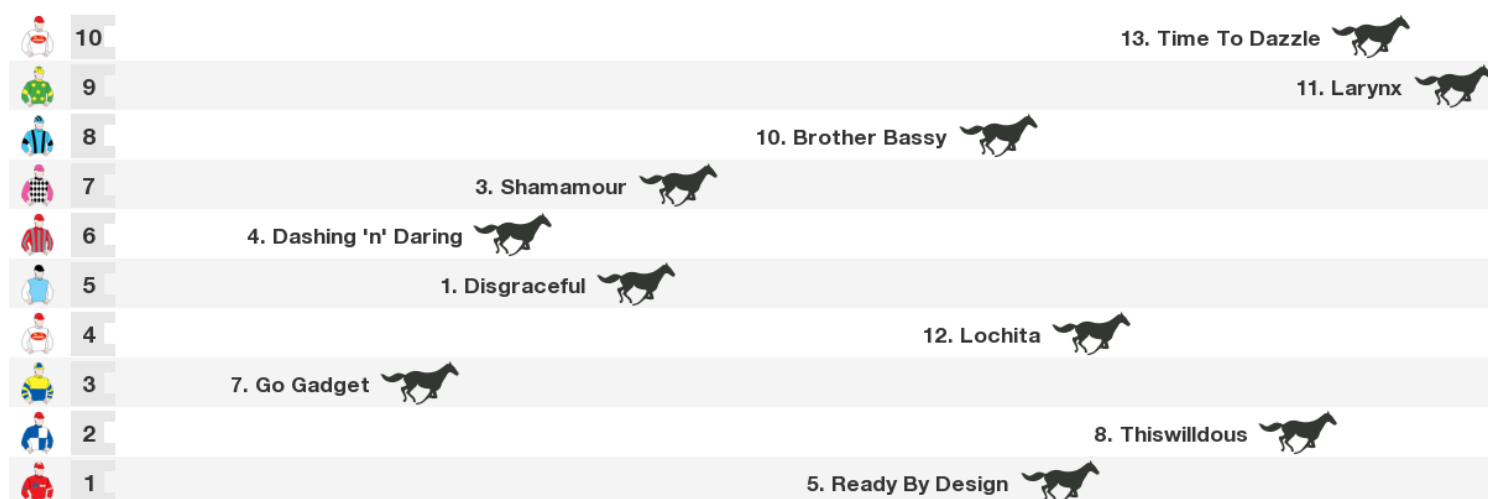 10 13. Time To Dazzle
9 11. Larynx
8 10. Brother Bassy
7 3. Shamamour
6 4. Dashing 'n' Daring
5 1. Disgraceful
4 12. Lochita
3 7. Go Gadget
2 8. Thiswilldous
1 5. Ready By Design